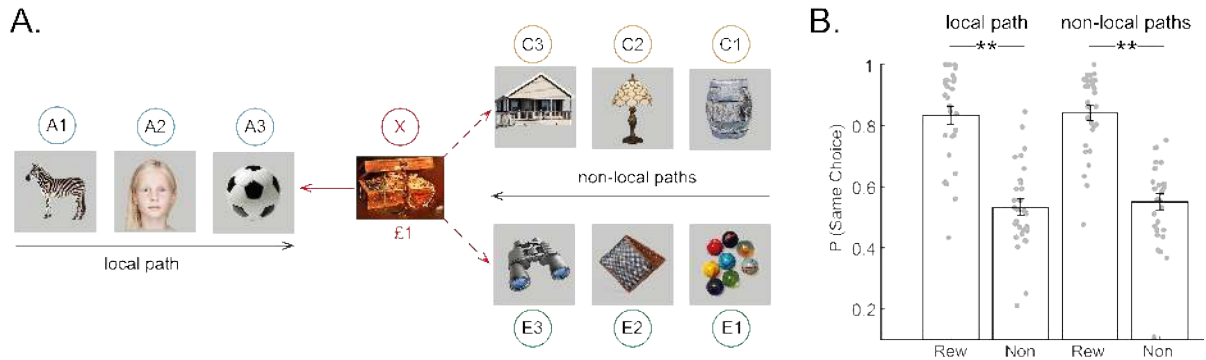 A.
A1 A2 A3
local path
X
£1
C3 C2 C1
non-local paths
E3 E2 E1
B.
local path non-local paths
** **
P (Same Choice)
1
0.8
0.6
0.4
0.2
Rew Non Rew Non